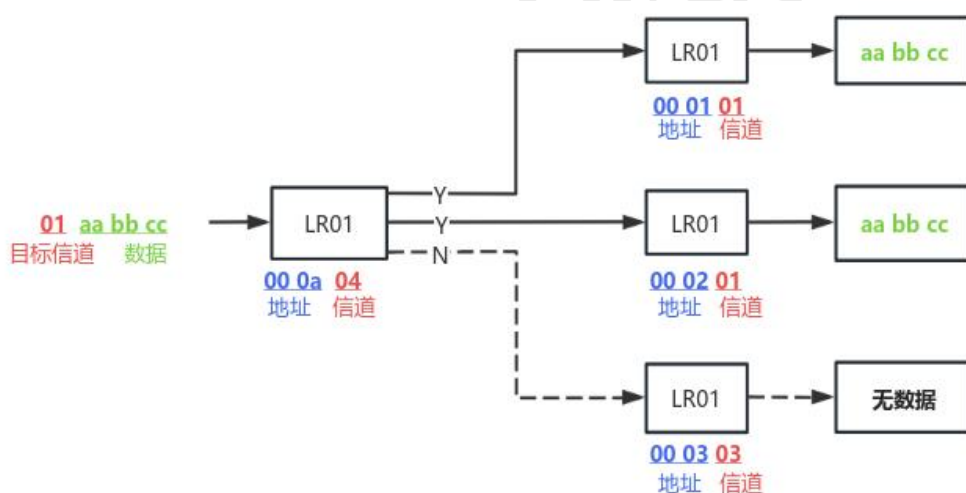 LR01
aa bb cc
00 01 01
地址 信道
Y
01 aa bb cc
目标信道 数据
LR01
Y
LR01
aa bb cc
N
00 0a 04
地址 信道
00 02 01
地址 信道
LR01
无数据
00 03 03
地址 信道